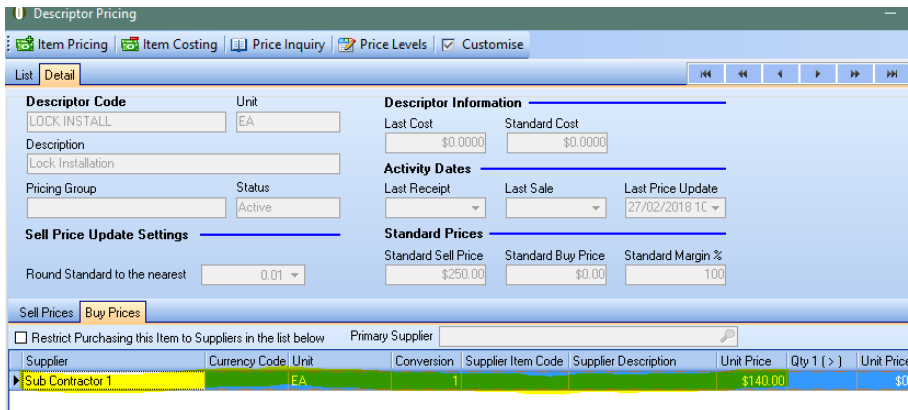 Descriptor Pricing
Item Pricing Item Costing Price Inquiry Price Levels Customise
List Detail
Descriptor Code Unit Descriptor Information
LOCK INSTALL EA Last Cost Standard Cost
$0.0000 $0.0000
Description
Lock Installation Activity Dates
Pricing Group Status Last Receipt Last Sale Last Price Update
Active 27/02/2018 1
Sell Price Update Settings Standard Prices
Standard Sell Price Standard Buy Price Standard Margin %
Round Standard to the nearest 0.01 $250.00 $0.00 100
Sell Prices Buy Prices
Restrict Purchasing this Item to Suppliers in the list below Primary Supplier
Supplier Currency Code Unit Conversion Supplier Item Code Supplier Description Unit Price Qty 1 ( > ) Unit Price
Sub Contractor 1 EA 1 $140.00 $0